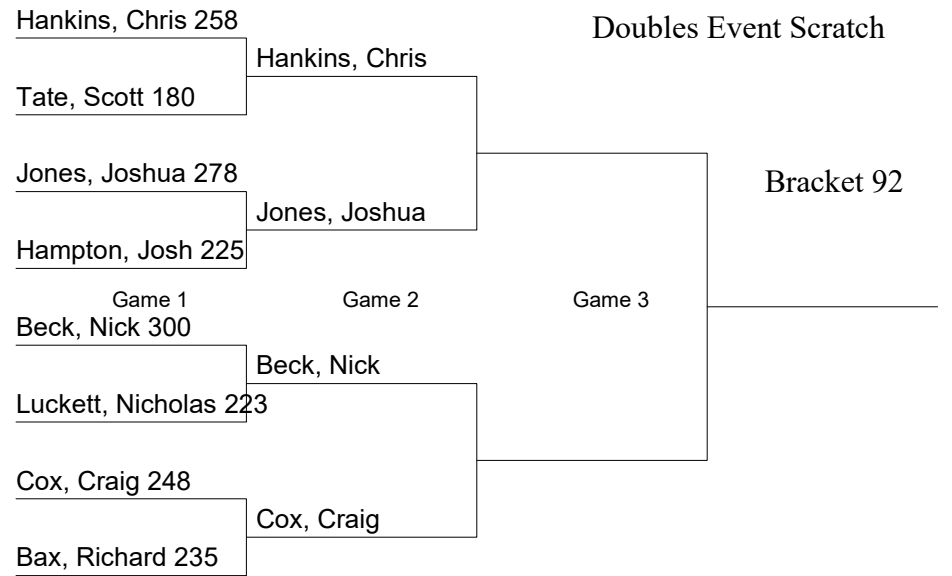 Hankins, Chris 258
Doubles Event Scratch
Hankins, Chris
Tate, Scott 180
Jones, Joshua 278
Bracket 92
Jones, Joshua
Hampton, Josh 225
Game 1
Game 2
Game 3
Beck, Nick 300
Beck, Nick
Luckett, Nicholas 223
Cox, Craig 248
Cox, Craig
Bax, Richard 235